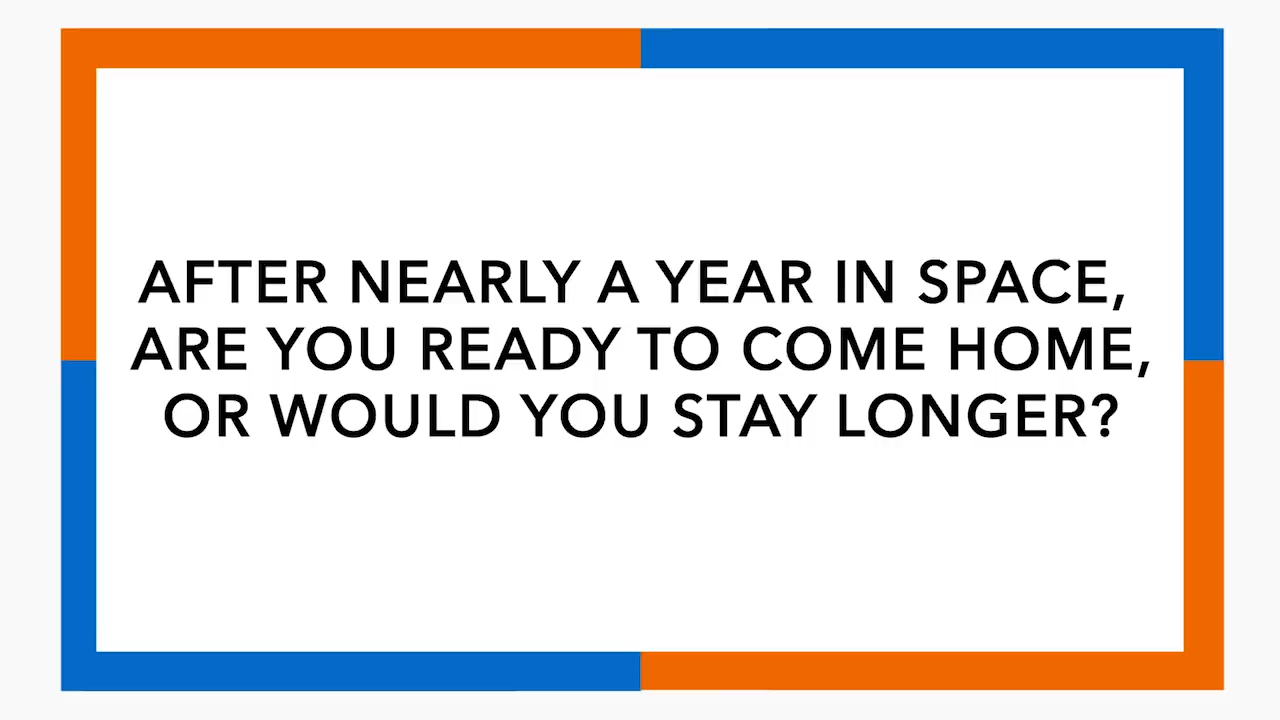 AFTER NEARLY A YEAR IN SPACE,
ARE YOU READY TO COME HOME,
OR WOULD YOU STAY LONGER?